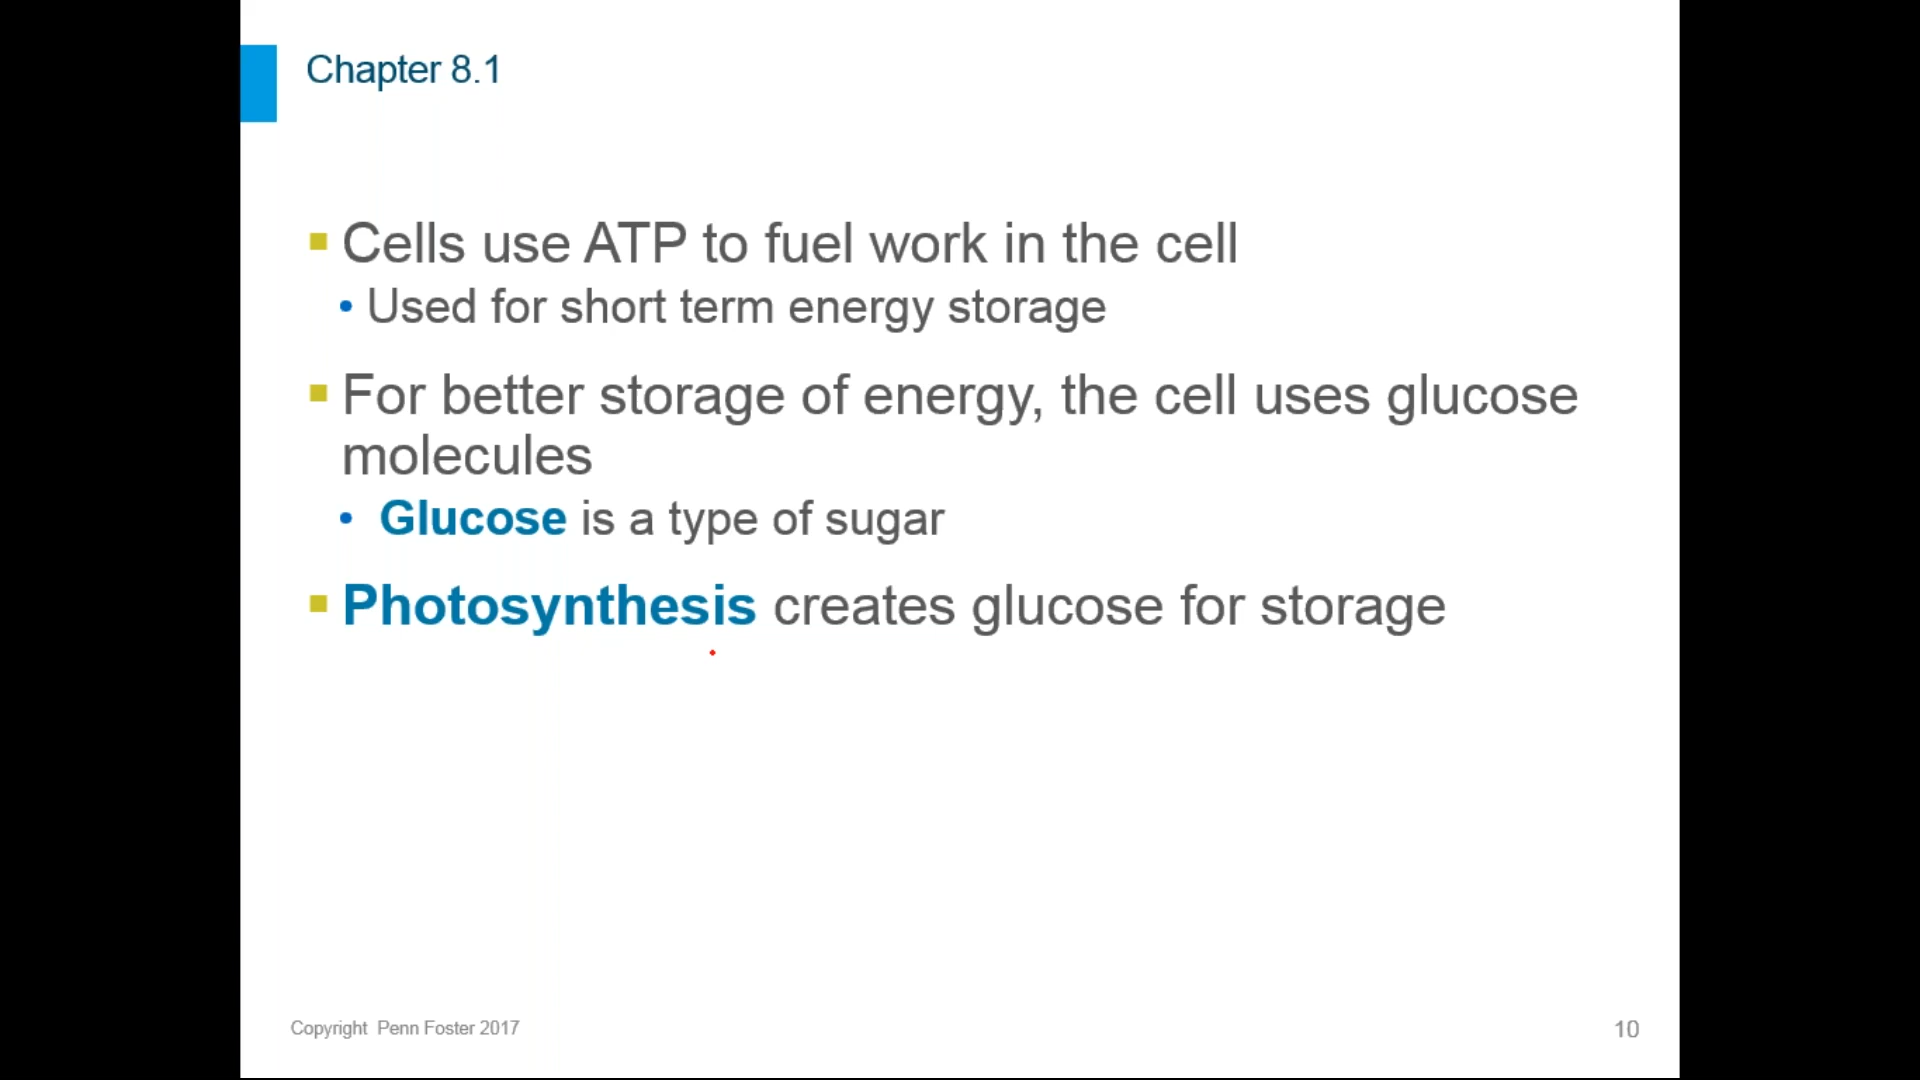 Chapter 8.1
Cells use ATP to fuel work in the cell
Used for short term energy storage
For better storage of energy, the cell uses glucose
molecules
Glucose is a type of sugar
Photosynthesis creates glucose for storage
Copyright Penn Foster 2017
10